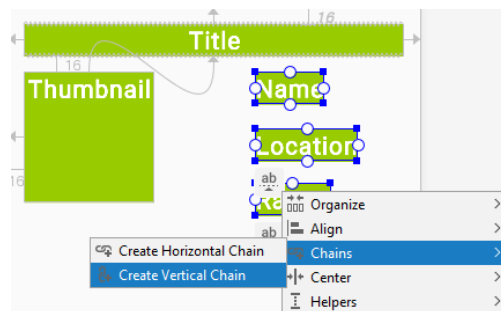 16
Title
16
Thumbnail
Name
Location
16
ab
Organize
ab
Align
Create Horizontal Chain
Chains
Create Vertical Chain
Center
Helpers